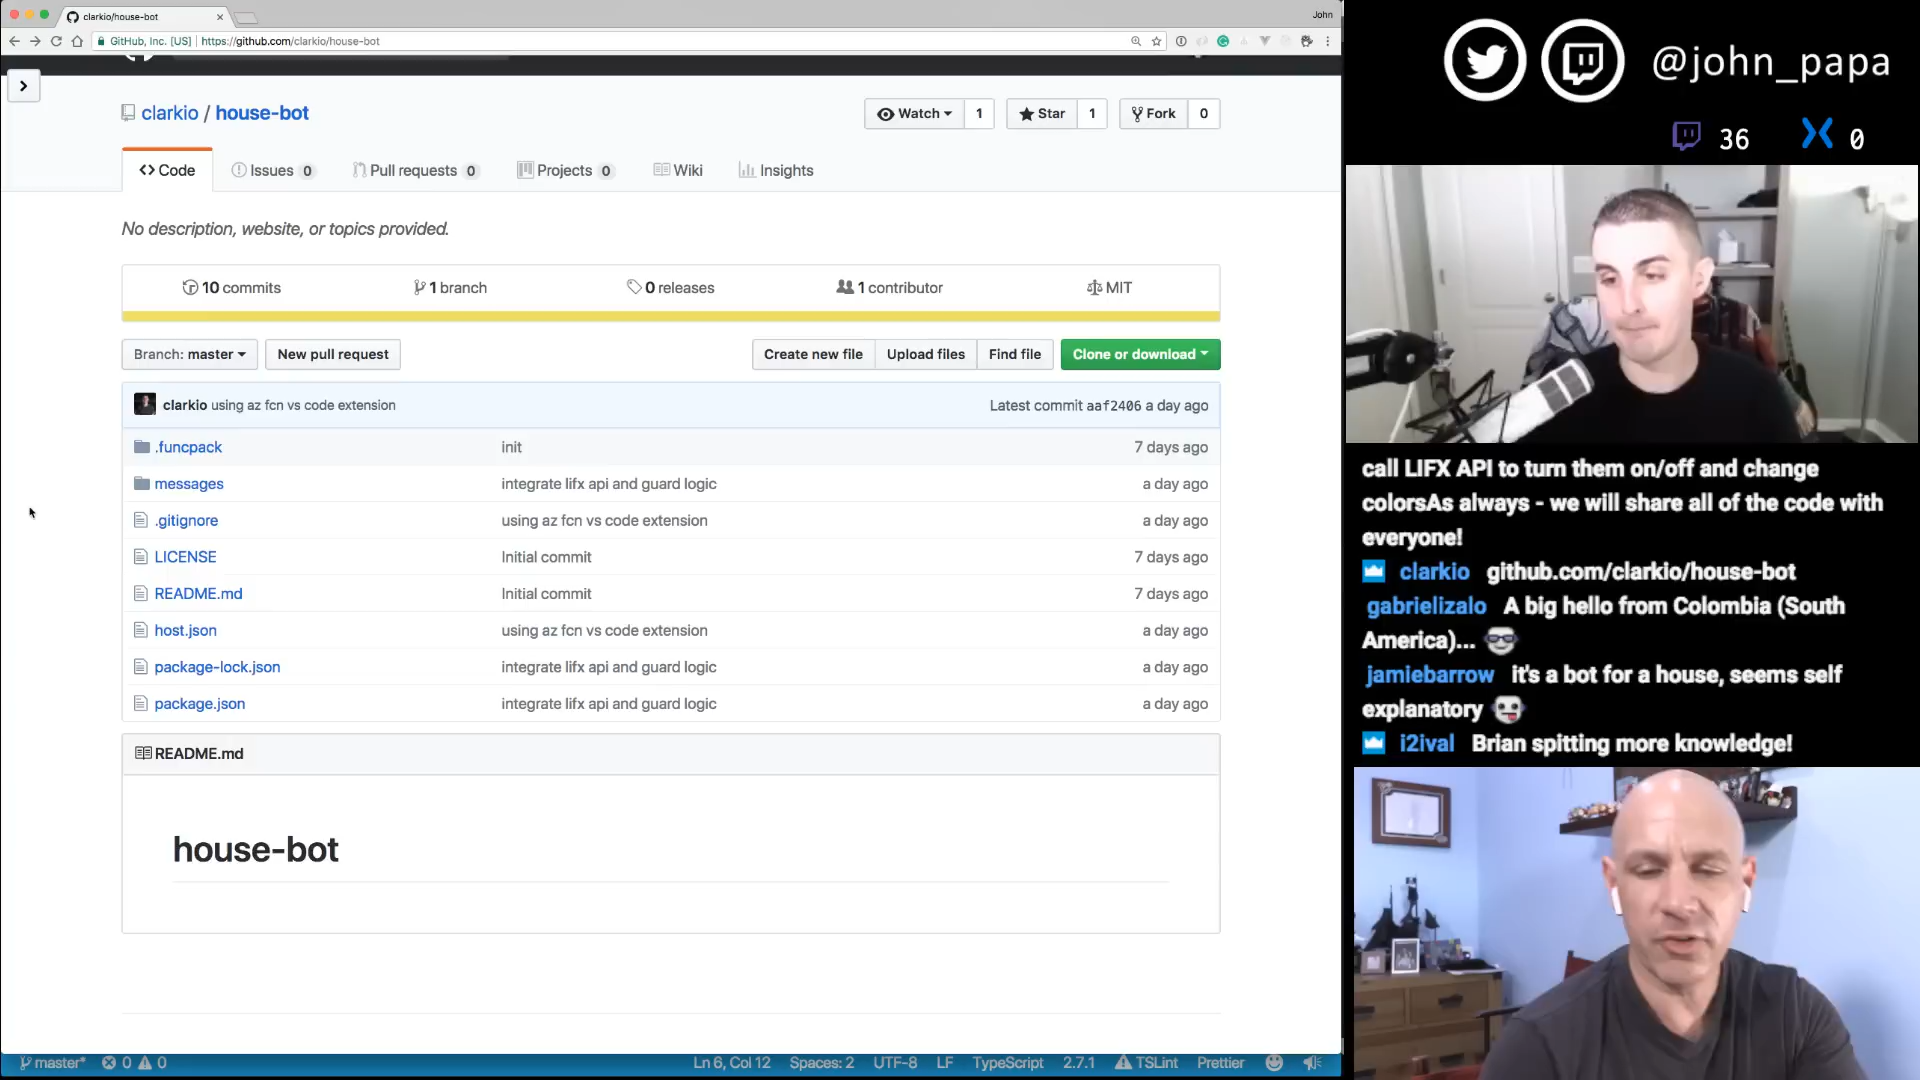 clarkio/house-bot
John
GitHub, Inc. [US] https://github.com/clarkio/house-bot
clarkio / house-bot
Watch 1 Star 1 Fork 0
Code Issues 0 Pull requests 0 Projects 0 Wiki Insights
No description, website, or topics provided.
10 commits 1 branch 0 releases 1 contributor MIT
Branch: master New pull request Create new file Upload files Find file Clone or download
clarkio using az fcn vs code extension Latest commit aaf2406 a day ago
.funcpack init 7 days ago
messages integrate lifx api and guard logic a day ago
.gitignore using az fcn vs code extension a day ago
LICENSE Initial commit 7 days ago
README.md Initial commit 7 days ago
host.json using az fcn vs code extension a day ago
package-lock.json integrate lifx api and guard logic a day ago
package.json integrate lifx api and guard logic a day ago
README.md
house-bot
master* 0 0 Ln 6, Col 12 Spaces: 2 UTF-8 LF TypeScript 2.7.1 TSLint Prettier
@john_papa
36 0
call LIFX API to turn them on/off and change
colorsAs always - we will share all of the code with
everyone!
clarkio github.com/clarkio/house-bot
gabrielizalo A big hello from Colombia (South
America)...
jamiebarrow it's a bot for a house, seems self
explanatory
i2ival Brian spitting more knowledge!